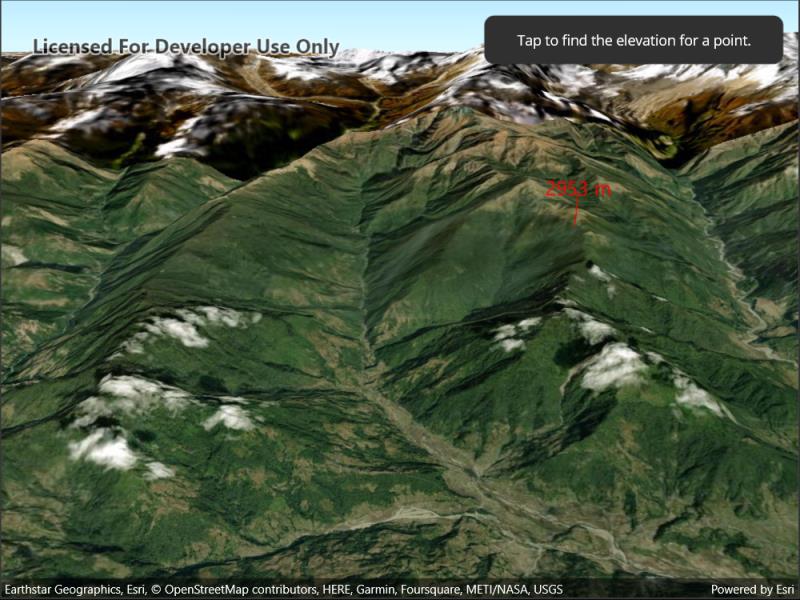 Tap to find the elevation for a point.
Licensed For Developer Use Only
2953 m
Earthstar Geographics, Esri, © OpenStreetMap contributors, HERE, Garmin, Foursquare, METI/NASA, USGS
Powered by Esri